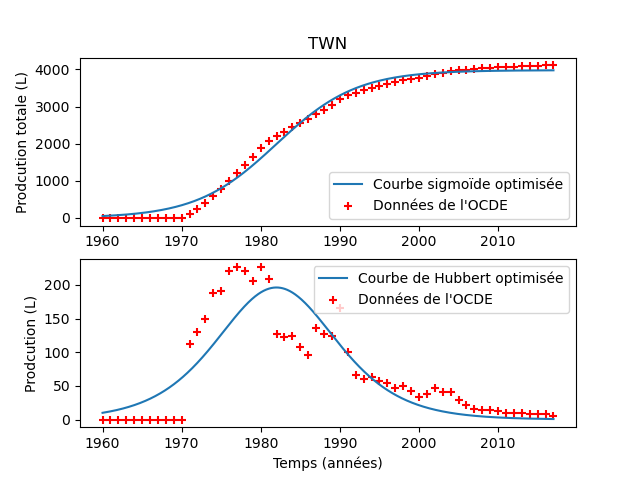 TWN
Prodcution totale (L)
4000
3000
2000
1000
0
Courbe sigmoïde optimisée
Données de l'OCDE
1960 1970 1980 1990 2000 2010
Prodcution (L)
200
150
100
50
0
Courbe de Hubbert optimisée
Données de l'OCDE
1960 1970 1980 1990 2000 2010
Temps (années)